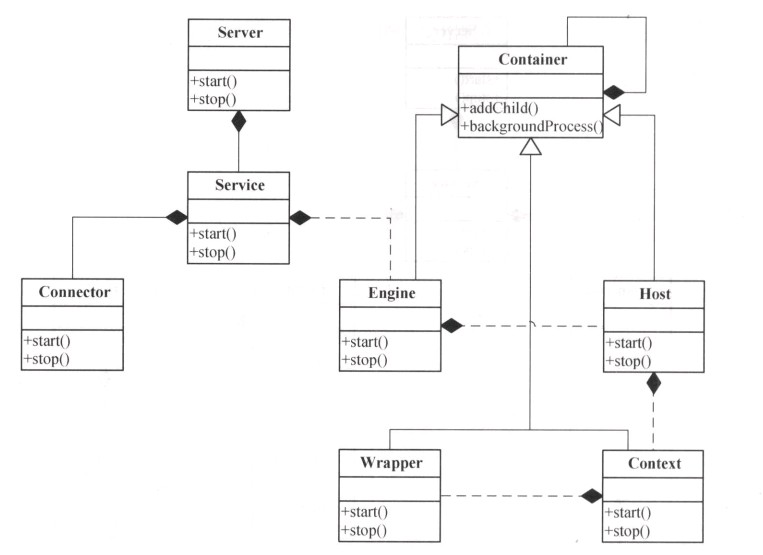 Server
+start()
+stop()
Container
+addChild()
+backgroundProcess()
Service
+start()
+stop()
Connector
+start()
+stop()
Engine
+start()
+stop()
Host
+start()
+stop()
Wrapper
+start()
+stop()
Context
+start()
+stop()